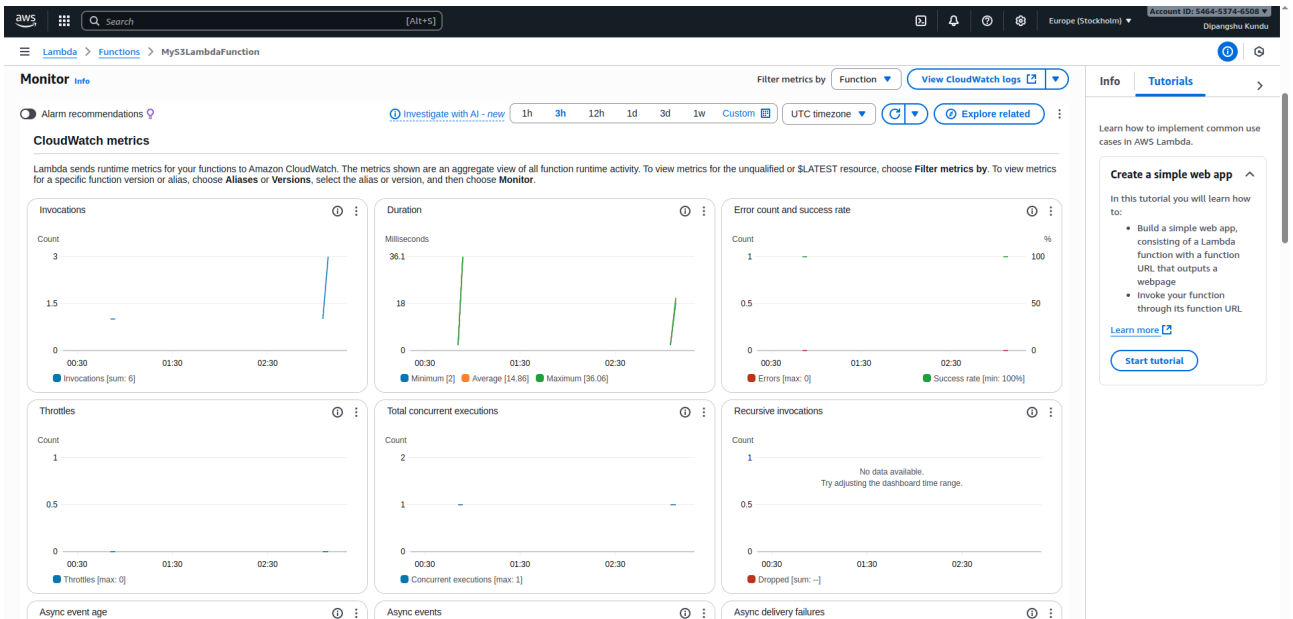 aws
Search [Alt+S]
Europe (Stockholm) ▼
Account ID: 5464-5374-6508 ▼
Dipangshu Kundu
Lambda > Functions > MyS3LambdaFunction
Monitor Info
Filter metrics by Function ▼ View CloudWatch logs ▼
Alarm recommendations
Investigate with AI - new 1h 3h 12h 1d 3d 1w Custom UTC timezone ▼ Explore related
CloudWatch metrics
Lambda sends runtime metrics for your functions to Amazon CloudWatch. The metrics shown are an aggregate view of all function runtime activity. To view metrics for the unqualified or $LATEST resource, choose Filter metrics by. To view metrics
for a specific function version or alias, choose Aliases or Versions, select the alias or version, and then choose Monitor.
Invocations
Count
3
1.5
0
00:30 01:30 02:30
Invocations [sum: 6]
Duration
Milliseconds
36.1
18
0
00:30 01:30 02:30
Minimum [2] Average [14.86] Maximum [36.06]
Error count and success rate
Count %
1 100
0.5 50
0 0
00:30 01:30 02:30
Errors [max: 0] Success rate [min: 100%]
Throttles
Count
1
0.5
0
00:30 01:30 02:30
Throttles [max: 0]
Total concurrent executions
Count
2
1
0
00:30 01:30 02:30
Concurrent executions [max: 1]
Recursive invocations
Count
1
No data available.
Try adjusting the dashboard time range.
0.5
0
00:30 01:30 02:30
Dropped [sum: --]
Async event age
Async events
Async delivery failures
Info Tutorials
Learn how to implement common use
cases in AWS Lambda.
Create a simple web app
In this tutorial you will learn how
to:
• Build a simple web app,
consisting of a Lambda
function with a function
URL that outputs a
webpage
• Invoke your function
through its function URL
Learn more
Start tutorial